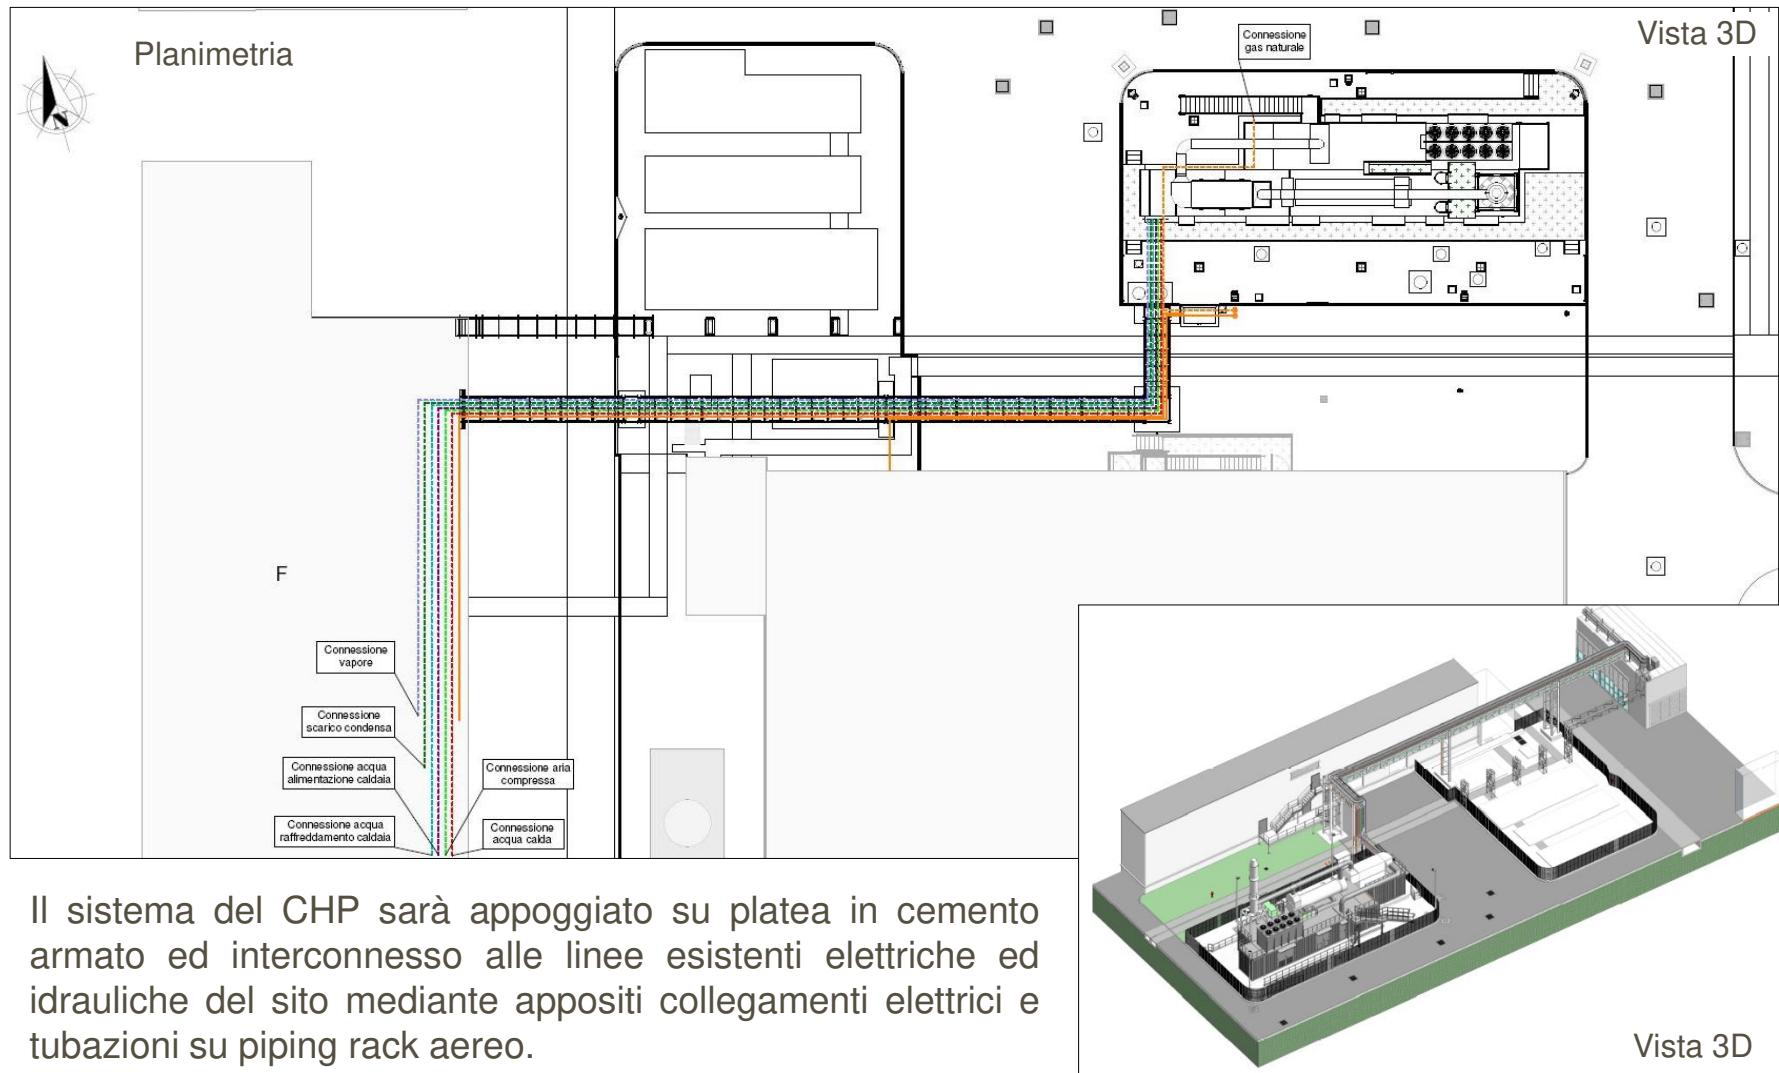 Planimetria
Vista 3D
Connessione
gas naturale
N
F
Connessione
vapore
Connessione
scarico condensa
Connessione acqua
alimentazione caldaia
Connessione aria
compressa
Connessione acqua
raffreddamento caldaia
Connessione
acqua calda
Il sistema del CHP sarà appoggiato su platea in cemento
armato ed interconnesso alle linee esistenti elettriche ed
idrauliche del sito mediante appositi collegamenti elettrici e
tubazioni su piping rack aereo.
Vista 3D